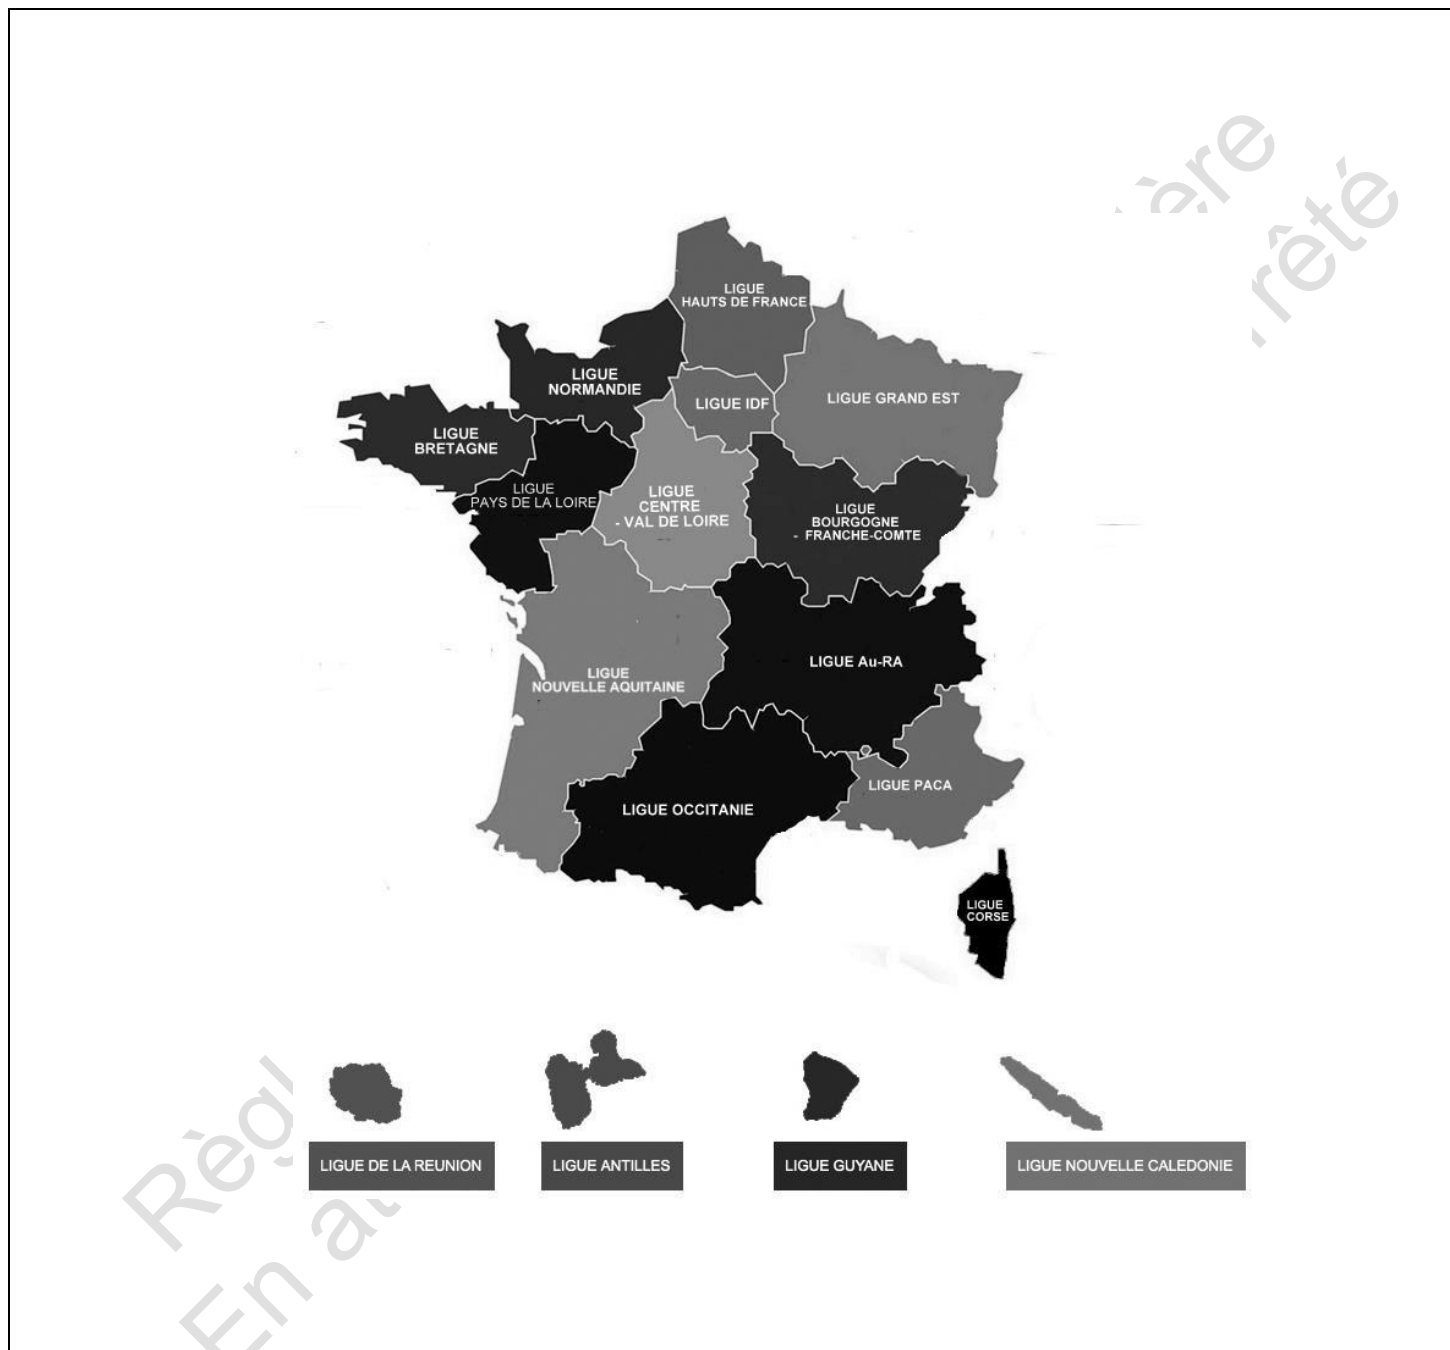 LIGUE
HAUTS DE FRANCE
LIGUE
NORMANDIE
LIGUE IDF
LIGUE GRAND EST
LIGUE
BRETAGNE
LIGUE
PAYS DE LA LOIRE
LIGUE
CENTRE
- VAL DE LOIRE
LIGUE
BOURGOGNE
- FRANCHE-COMTE
LIGUE Au-RA
LIGUE
NOUVELLE AQUITAINE
LIGUE PACA
LIGUE OCCITANIE
LIGUE
CORSE
LIGUE DE LA REUNION
LIGUE ANTILLES
LIGUE GUYANE
LIGUE NOUVELLE CALEDONIE